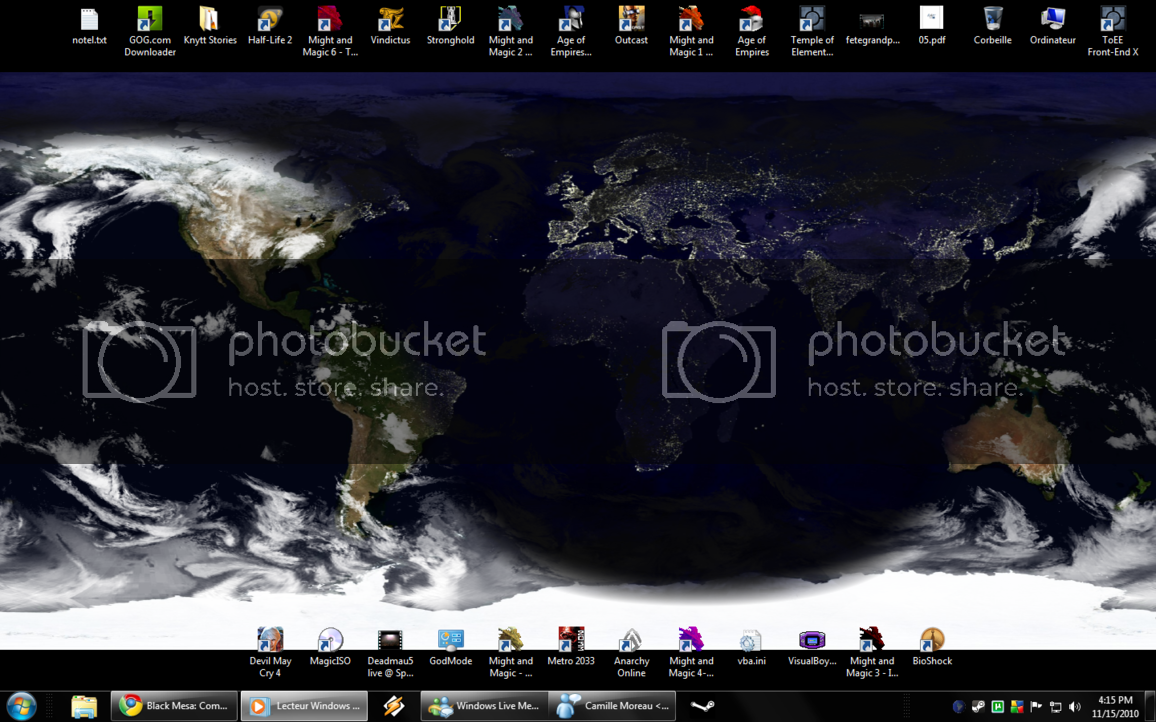 notel.txt
GOG.com
Downloader
Knytt Stories
Half-Life 2
Might and
Magic 6 - T...
Vindictus
Stronghold
Might and
Magic 2 ...
Age of
Empires...
Outcast
Might and
Magic 1 ...
Age of
Empires
Temple of
Element...
fetegrandp...
05.pdf
Corbeille
Ordinateur
ToEE
Front-End X
photobucket
host. store. share.
photobucket
host. store. share.
Devil May
Cry 4
MagicISO
Deadmau5
live @ Sp...
GodMode
Might and
Magic - ...
Metro 2033
Anarchy
Online
Might and
Magic 4-...
vba.ini
VisualBoy...
Might and
Magic 3 - I...
BioShock
Black Mesa: Com...
Lecteur Windows ...
Windows Live Me...
Camille Moreau <...
4:15 PM
11/15/2010